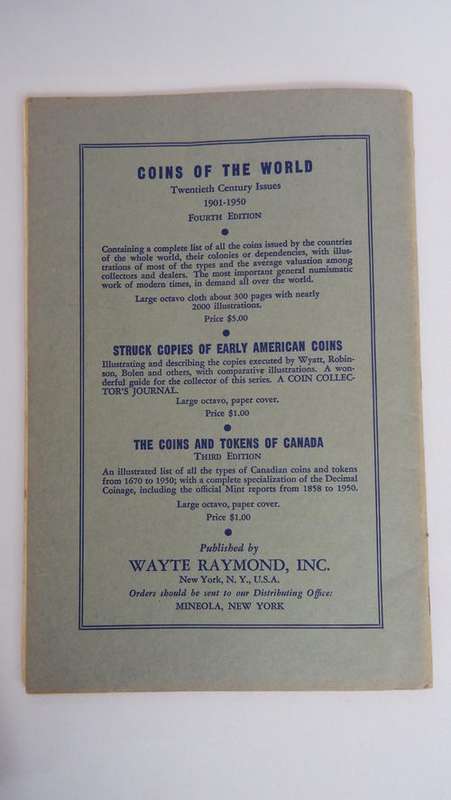 COINS OF THE WORLD
Twentieth Century Issues
1901-1950
FOURTH EDITION
Containing a complete list of all the coins issued by the countries
of the whole world, their colonies or dependencies, with illus-
trations of most of the types and the average valuation among
collectors and dealers. The most important general numismatic
work of modern times, in demand all over the world.
Large octavo cloth about 300 pages with nearly
2000 illustrations.
Price $5.00
STRUCK COPIES OF EARLY AMERICAN COINS
Illustrating and describing the copies executed by Wyatt, Robin-
son, Bolen and others, with comparative illustrations. A won-
derful guide for the collector of this series. A COIN COLLEC-
TOR'S JOURNAL.
Large octavo, paper cover.
Price $1.00
THE COINS AND TOKENS OF CANADA
THIRD EDITION
An illustrated list of all the types of Canadian coins and tokens
from 1670 to 1950; with a complete specialization of the Decimal
Coinage, including the official Mint reports from 1858 to 1950.
Large octavo, paper cover.
Price $1.00
Published by
WAYTE RAYMOND, INC.
New York, N. Y., U.S.A.
Orders should be sent to our Distributing Office:
MINEOLA, NEW YORK